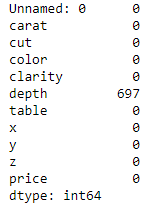 Unnamed: 0 0
carat 0
cut 0
color 0
clarity 0
depth 697
table 0
x 0
y 0
z 0
price 0
dtype: int64